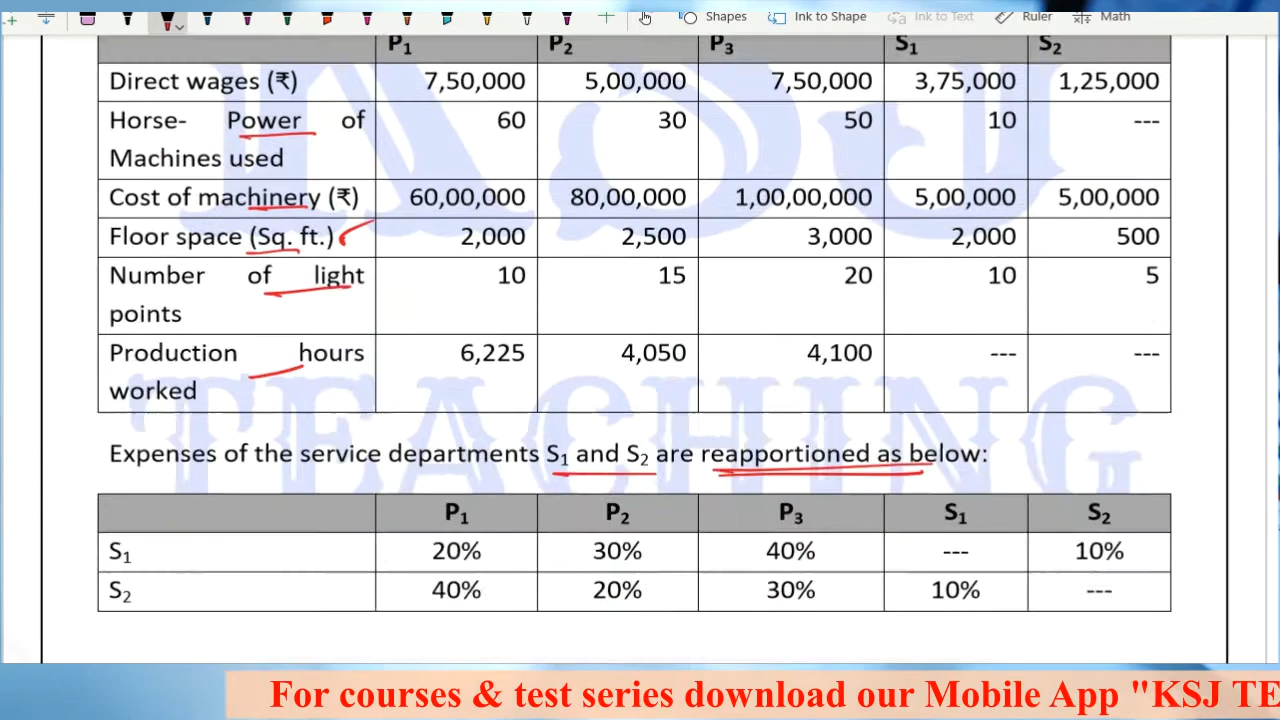 Shapes Ink to Shape Ink to Text Ruler Math
P₁ P₂ P₃ S₁ S₂
Direct wages (₹) 7,50,000 5,00,000 7,50,000 3,75,000 1,25,000
Horse- Power of 60 30 50 10 ---
Machines used
Cost of machinery (₹) 60,00,000 80,00,000 1,00,00,000 5,00,000 5,00,000
Floor space (Sq. ft.) 2,000 2,500 3,000 2,000 500
Number of light 10 15 20 10 5
points
Production hours 6,225 4,050 4,100 --- ---
worked
TEACHING
Expenses of the service departments S₁ and S₂ are reapportioned as below:
P₁ P₂ P₃ S₁ S₂
S₁ 20% 30% 40% --- 10%
S₂ 40% 20% 30% 10% ---
For courses & test series download our Mobile App "KSJ TE